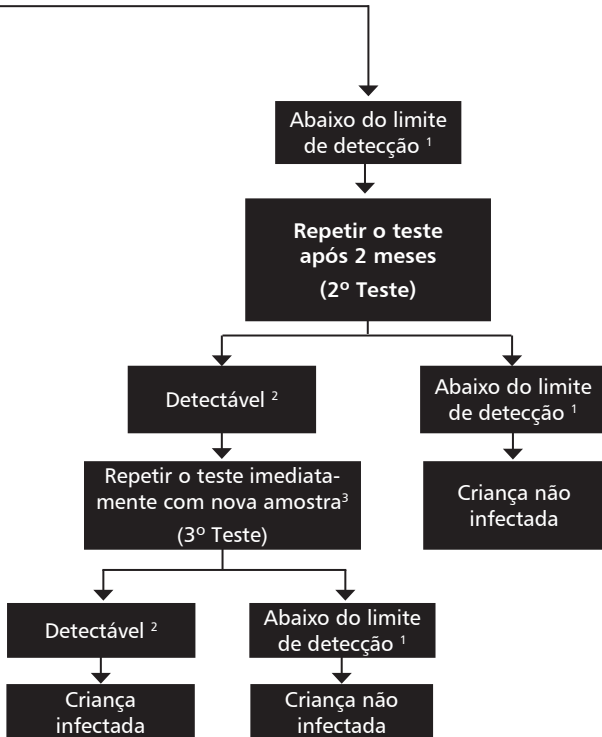 Abaixo do limite
de detecção ¹
Repetir o teste
após 2 meses
(2º Teste)
Detectável ²
Abaixo do limite
de detecção ¹
Repetir o teste imediata-
mente com nova amostra³
(3º Teste)
Criança não
infectada
Detectável ²
Abaixo do limite
de detecção ¹
Criança
infectada
Criança não
infectada